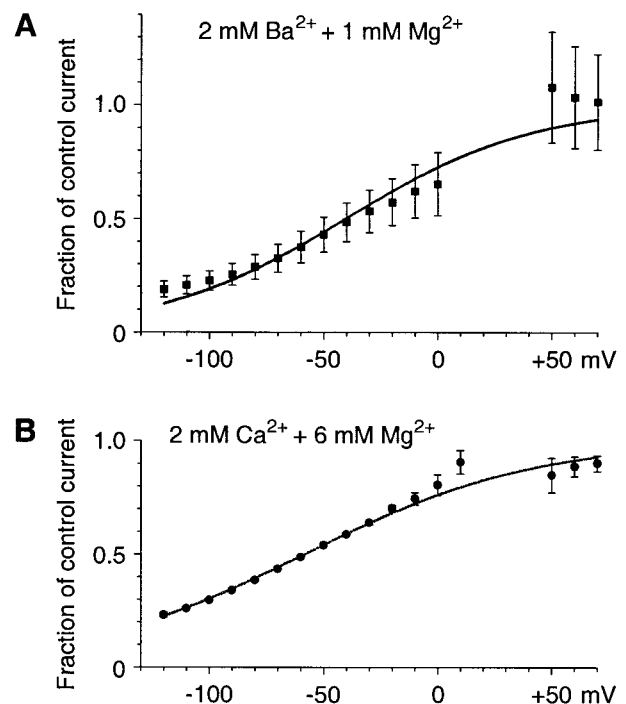 A
2 mM Ba²⁺ + 1 mM Mg²⁺
Fraction of control current
1.0
0.5
0
-100 -50 0 +50 mV
B
2 mM Ca²⁺ + 6 mM Mg²⁺
Fraction of control current
1.0
0.5
0
-100 -50 0 +50 mV